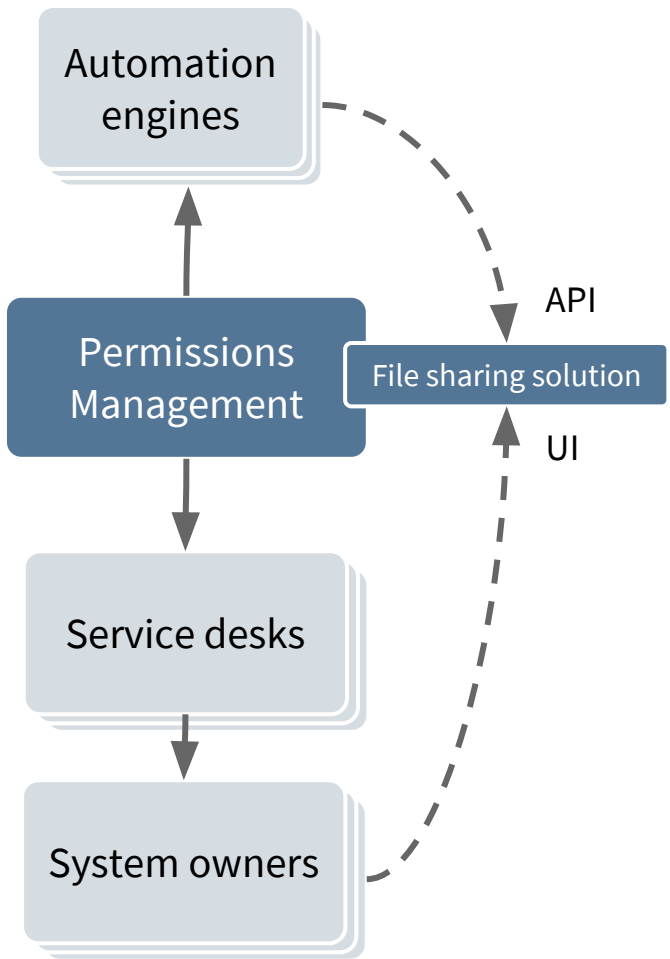 Automation
engines
API
Permissions
Management
File sharing solution
UI
Service desks
System owners